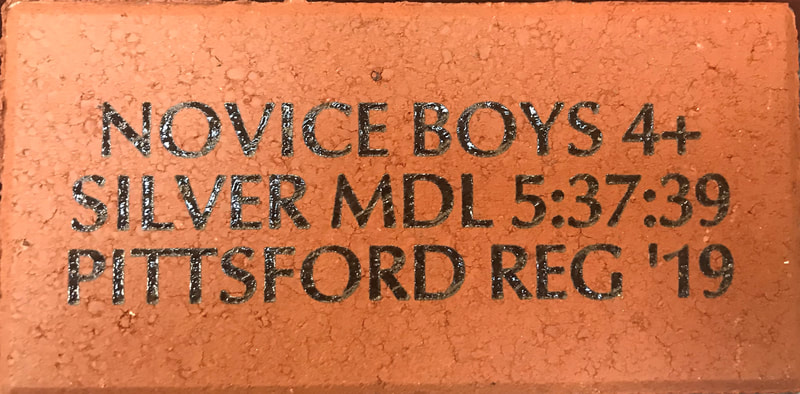 NOVICE BOYS 4+
SILVER MDL 5:37:39
PITTSFORD REG '19